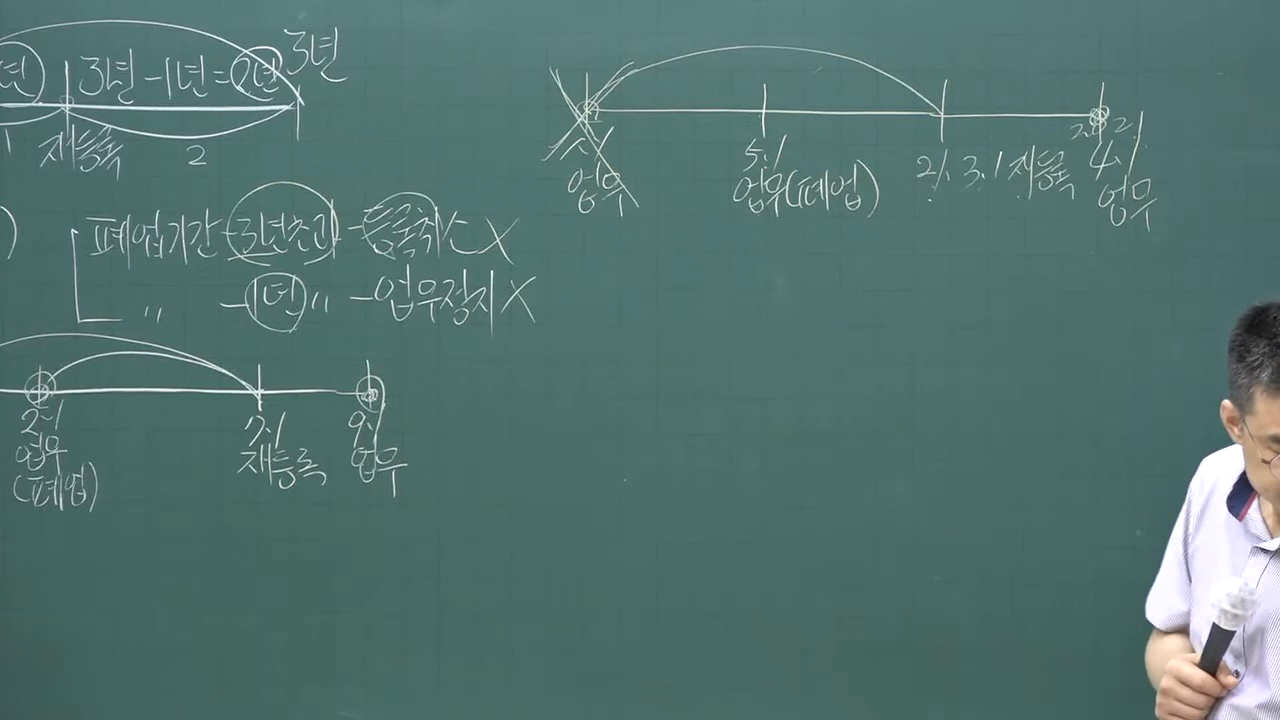 년 3년-1년=2년 3년
1 재등록 2
) 폐업기간-3년초과-등록취소X
〃 -1년〃 -업무정지X
2.1 업무 (폐업)
7.1 재등록
9.1 업무
업무
5.1 업무(폐업)
3.1 재등록
4.1 업무